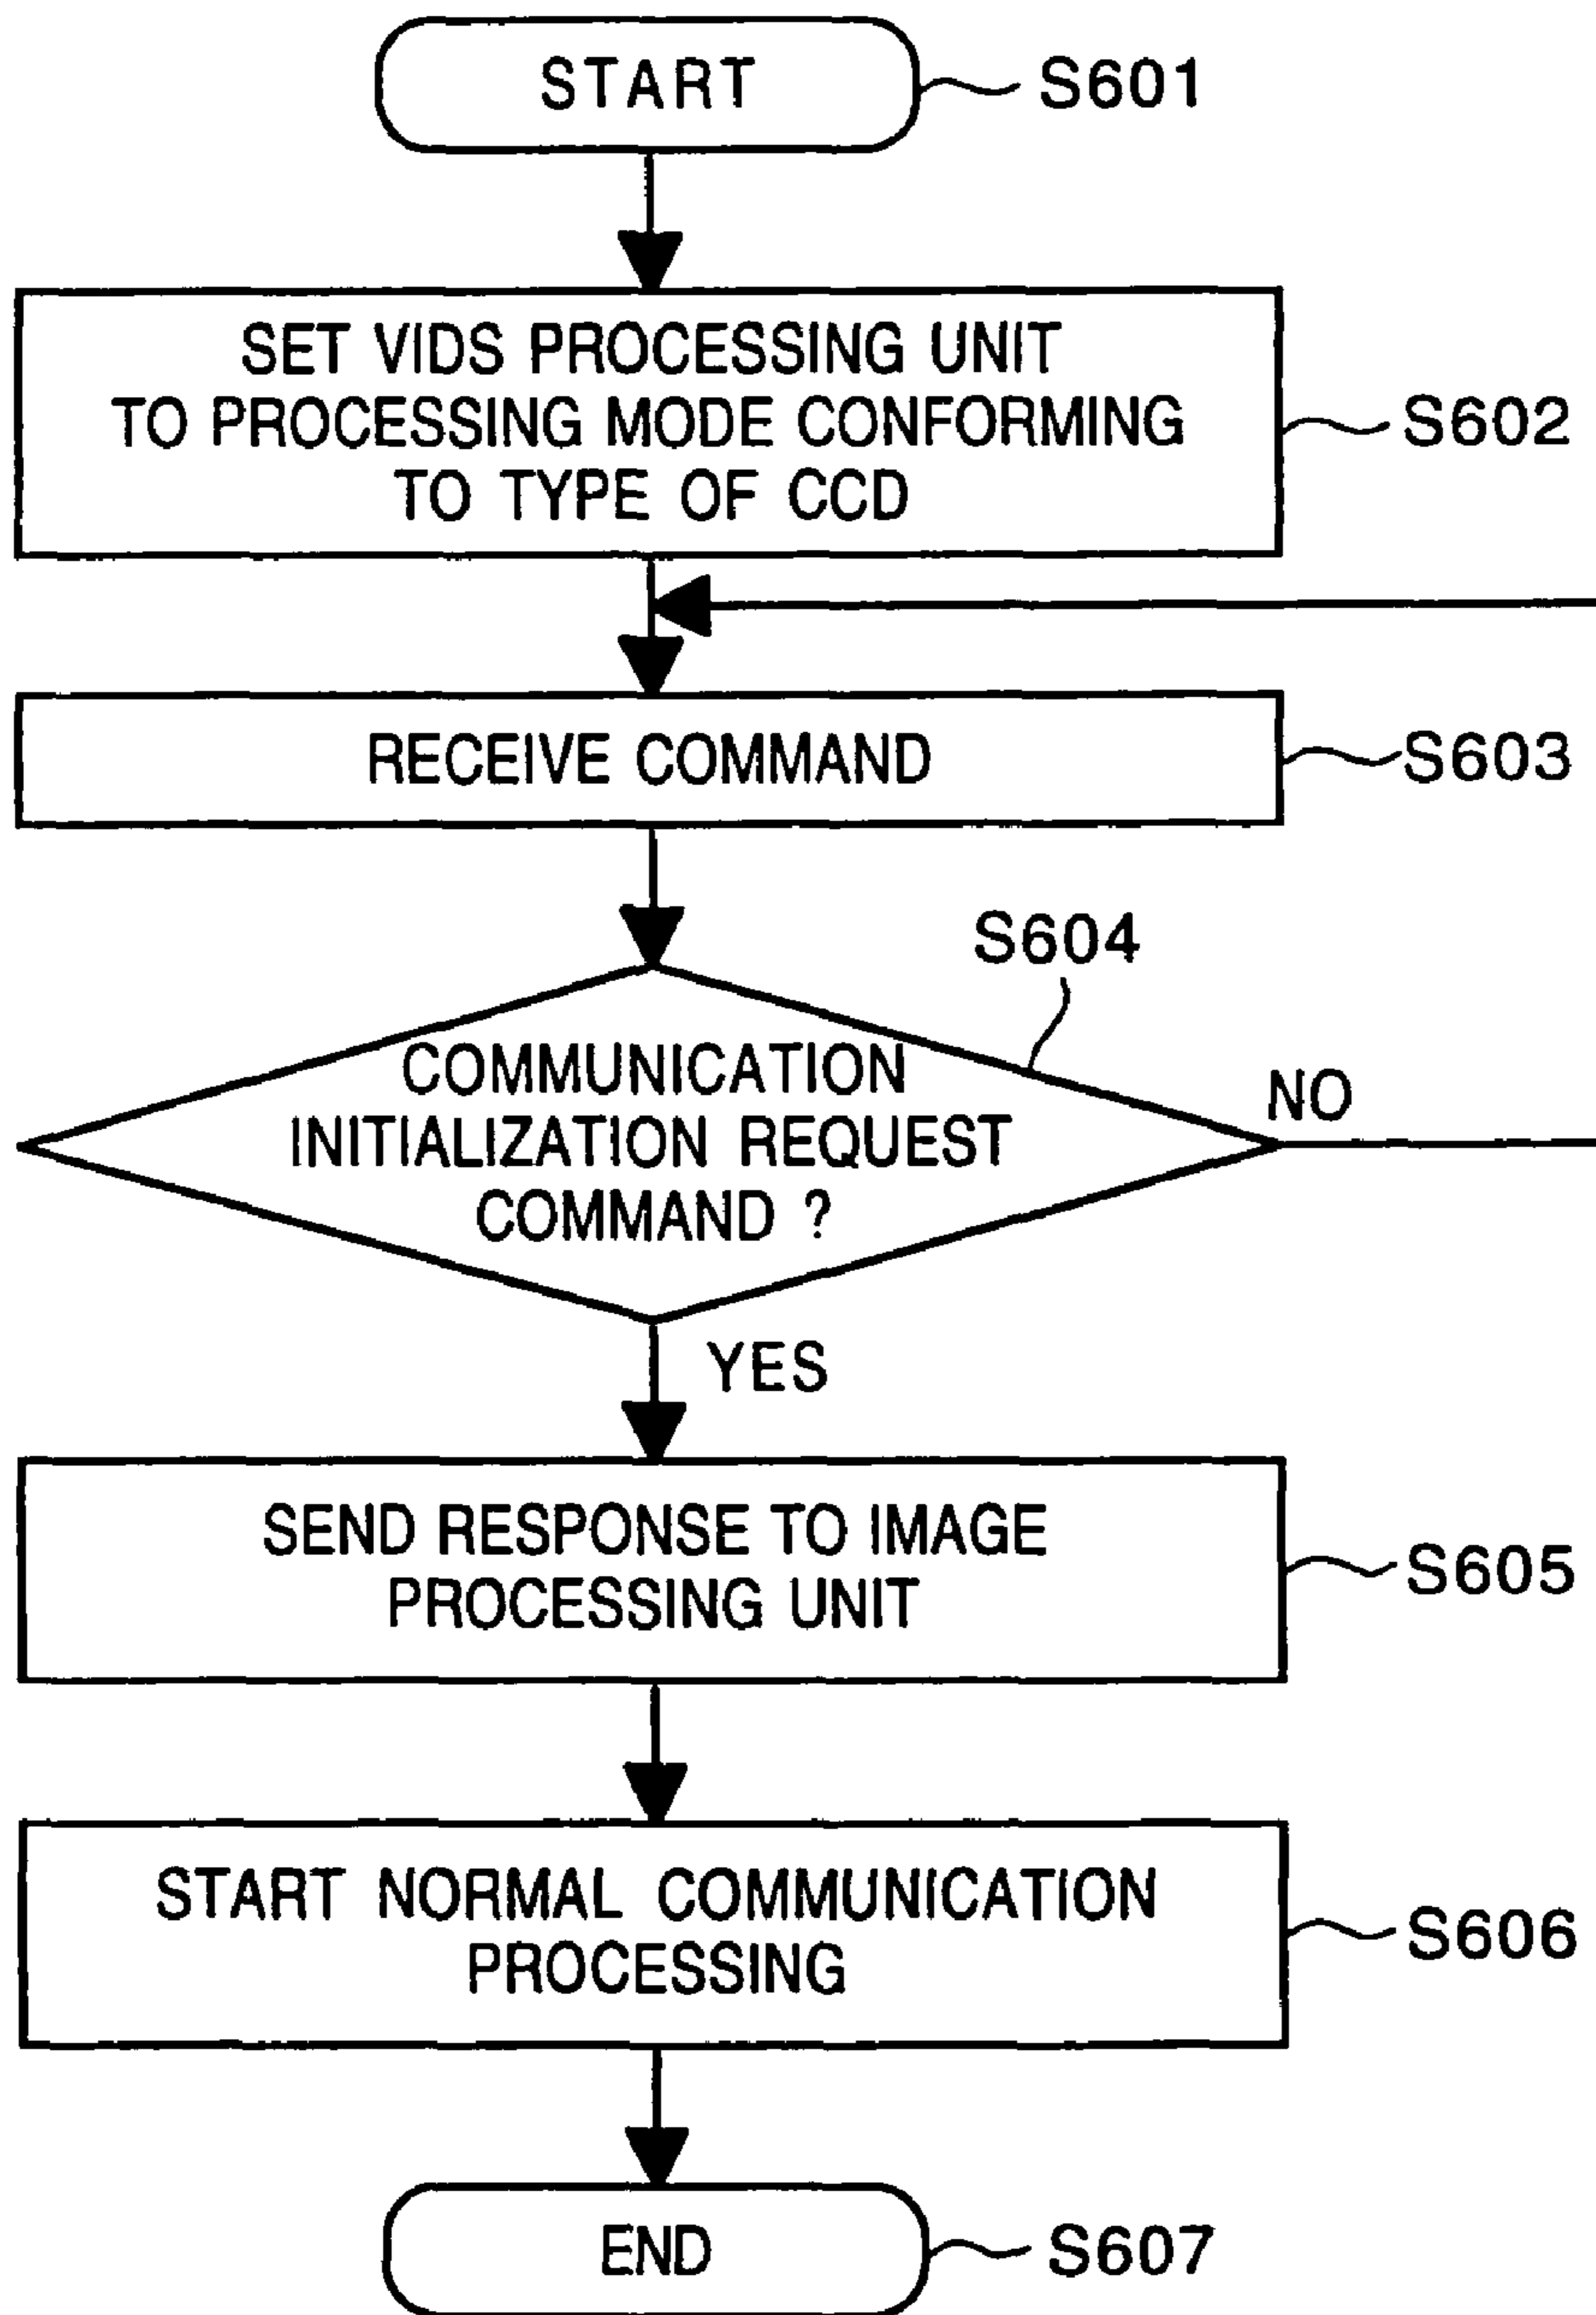 START
S601
SET VIDS PROCESSING UNIT
TO PROCESSING MODE CONFORMING
TO TYPE OF CCD
S602
RECEIVE COMMAND
S603
S604
COMMUNICATION
INITIALIZATION REQUEST
COMMAND ?
NO
YES
SEND RESPONSE TO IMAGE
PROCESSING UNIT
S605
START NORMAL COMMUNICATION
PROCESSING
S606
END
S607